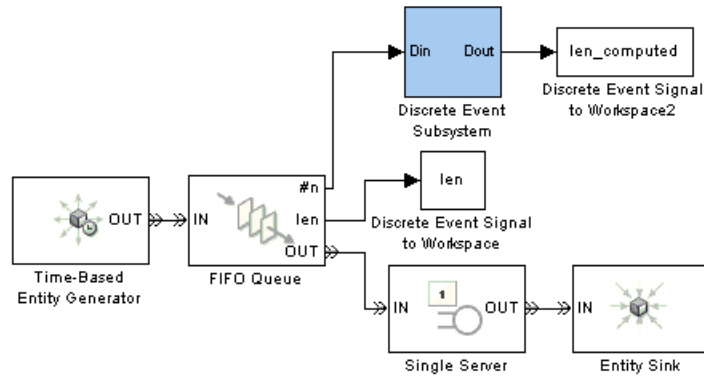 Din Dout
len_computed
Discrete Event
Subsystem
Discrete Event Signal
to Workspace2
#n
len
OUT
IN
len
OUT
Discrete Event Signal
to Workspace
Time-Based
Entity Generator
FIFO Queue
IN
1
OUT
IN
Single Server
Entity Sink